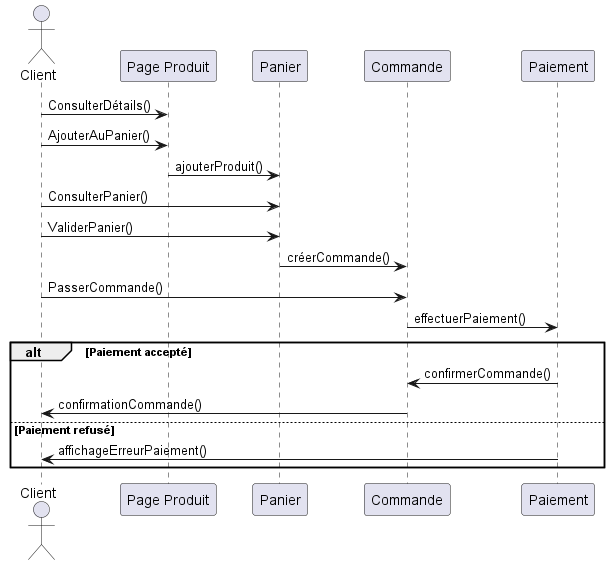 Client
Page Produit
Panier
Commande
Paiement
ConsulterDétails()
AjouterAuPanier()
ajouterProduit()
ConsulterPanier()
ValiderPanier()
créerCommande()
PasserCommande()
effectuerPaiement()
alt
[Paiement accepté]
confirmerCommande()
confirmationCommande()
[Paiement refusé]
affichageErreurPaiement()
Client
Page Produit
Panier
Commande
Paiement